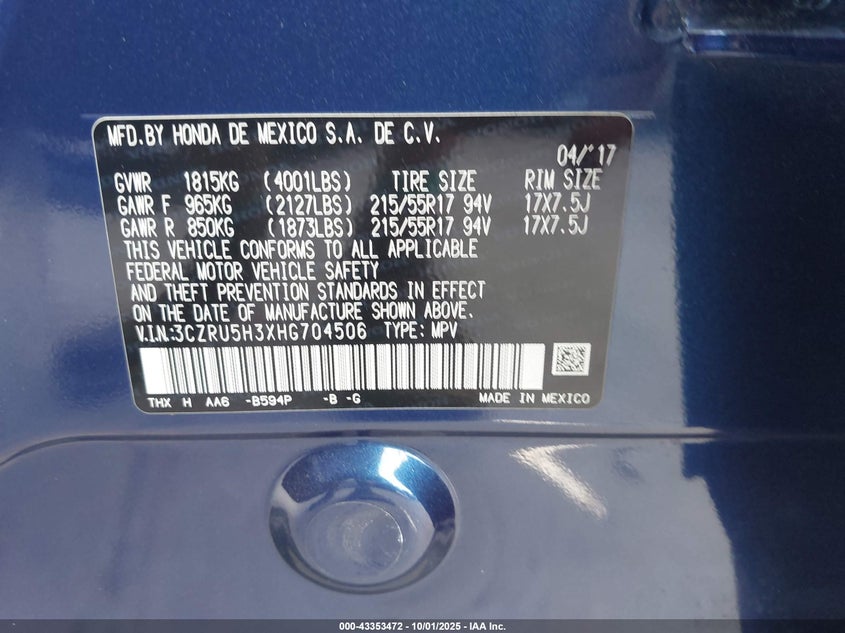 MFD.BY HONDA DE MEXICO S.A. DE C.V.
04/'17
GVWR 1815KG (4001LBS) TIRE SIZE RIM SIZE
GAWR F 965KG (2127LBS) 215/55R17 94V 17X7.5J
GAWR R 850KG (1873LBS) 215/55R17 94V 17X7.5J
THIS VEHICLE CONFORMS TO ALL APPLICABLE
FEDERAL MOTOR VEHICLE SAFETY
AND THEFT PREVENTION STANDARDS IN EFFECT
ON THE DATE OF MANUFACTURE SHOWN ABOVE.
V.I.N:3CZRU5H3XHG704506 TYPE: MPV
THX H AA6 -B594P -B -G MADE IN MEXICO
000-43353472 - 10/01/2025 - IAA Inc.